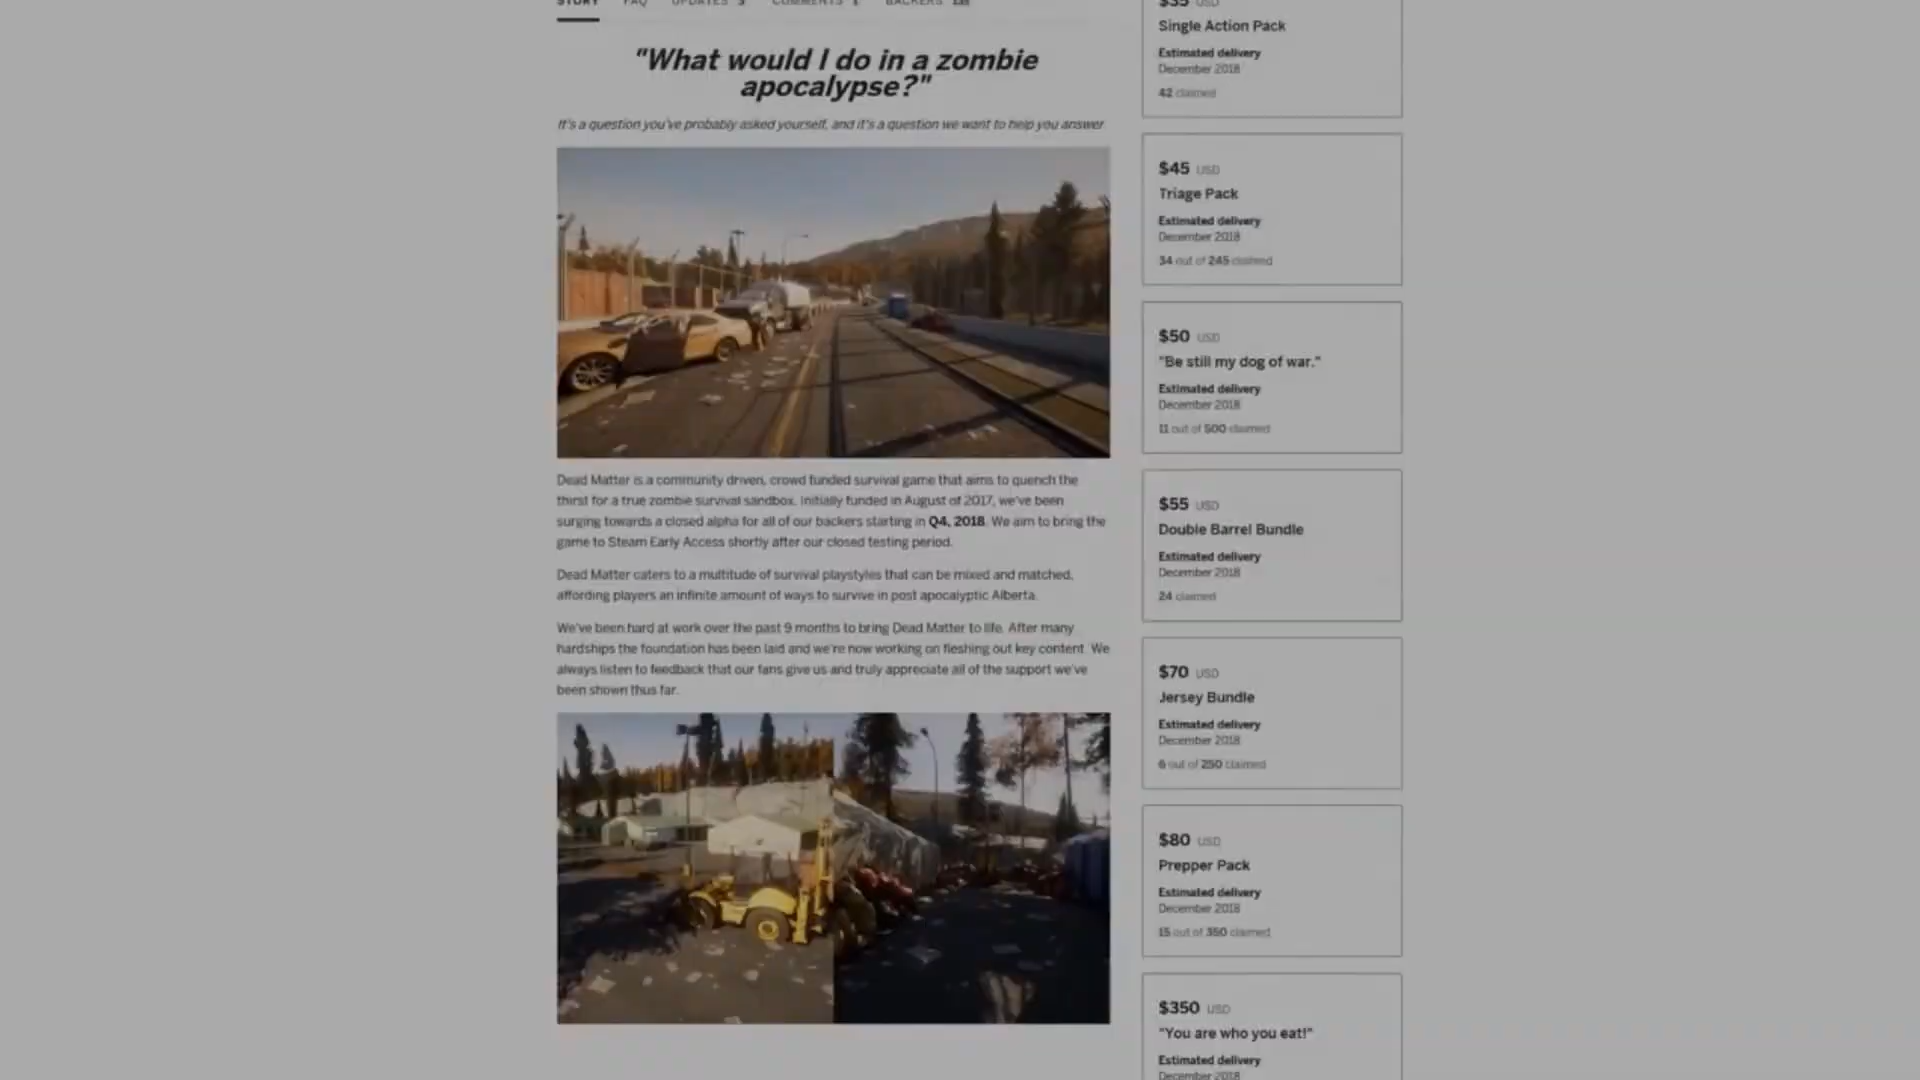 STORY FAQ UPDATES 3 COMMENTS 1 BACKERS
"What would I do in a zombie
apocalypse?"
It's a question you've probably asked yourself, and it's a question we want to help you answer
Dead Matter is a community driven, crowd funded survival game that aims to quench the
thirst for a true zombie survival sandbox. Initially funded in August of 2017, we've been
surging towards a closed alpha for all of our backers starting in Q4, 2018. We aim to bring the
game to Steam Early Access shortly after our closed testing period.
Dead Matter caters to a multitude of survival playstyles that can be mixed and matched,
affording players an infinite amount of ways to survive in post apocalyptic Alberta.
We've been hard at work over the past 9 months to bring Dead Matter to life. After many
hardships the foundation has been laid and we're now working on fleshing out key content. We
always listen to feedback that our fans give us and truly appreciate all of the support we've
been shown thus far.
$35 USD
Single Action Pack
Estimated delivery
December 2018
42 claimed
$45 USD
Triage Pack
Estimated delivery
December 2018
34 out of 245 claimed
$50 USD
"Be still my dog of war."
Estimated delivery
December 2018
11 out of 500 claimed
$55 USD
Double Barrel Bundle
Estimated delivery
December 2018
24 claimed
$70 USD
Jersey Bundle
Estimated delivery
December 2018
6 out of 250 claimed
$80 USD
Prepper Pack
Estimated delivery
December 2018
15 out of 350 claimed
$350 USD
"You are who you eat!"
Estimated delivery
December 2018